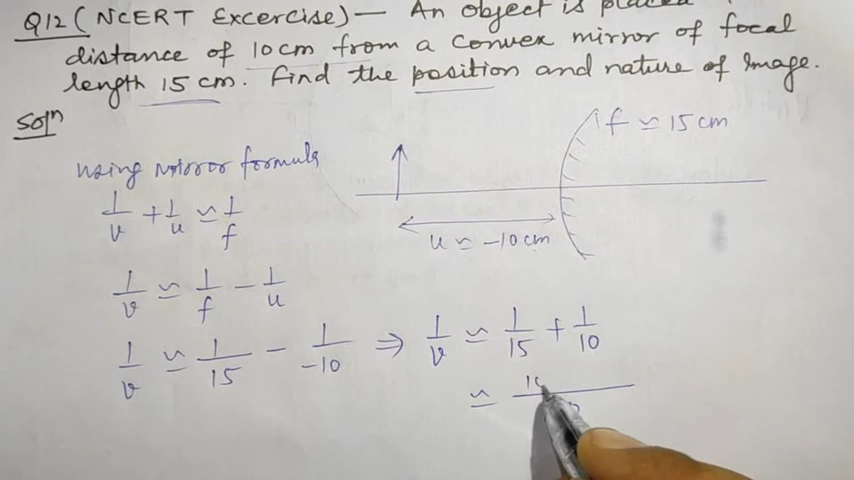 Q12 (NCERT Excercise) — An object is placed
distance of 10 cm from a convex mirror of focal
length 15 cm. Find the position and nature of Image.
Solⁿ
f ≃ 15 cm
using mirror formula
1/v + 1/u ≃ 1/f
u ≃ -10 cm
1/v ≃ 1/f - 1/u
1/v ≃ 1/15 - 1/-10 ⇒ 1/v ≃ 1/15 + 1/10
≃